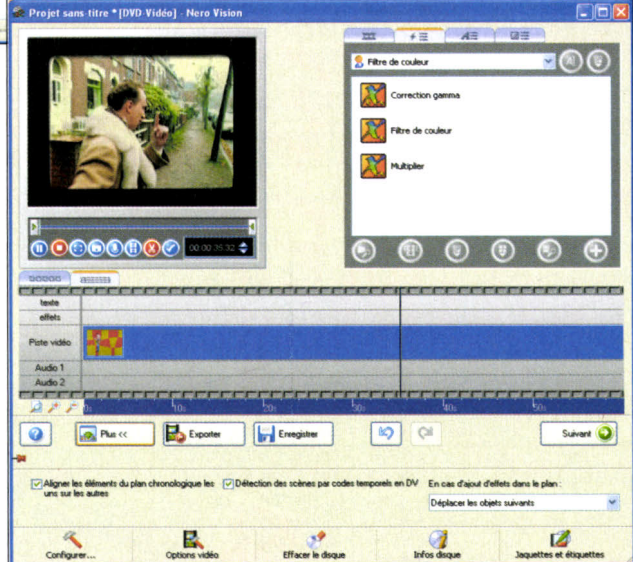 Projet sans-titre *[DVD-Vidéo] - Nero Vision
Filtre de couleur
Correction gamma
Filtre de couleur
Multiplier
00:00:35.32
texte
effets
Piste vidéo
Audio 1
Audio 2
0s 10s 20s 30s 40s 50s
Plus <<
Exporter
Enregistrer
Suivant
Aligner les éléments du plan chronologique les
uns sur les autres
Détection des scènes par codes temporels en DV
En cas d'ajout d'effets dans le plan :
Déplacer les objets suivants
Configurer...
Options vidéo
Effacer le disque
Infos disque
Jaquettes et étiquettes